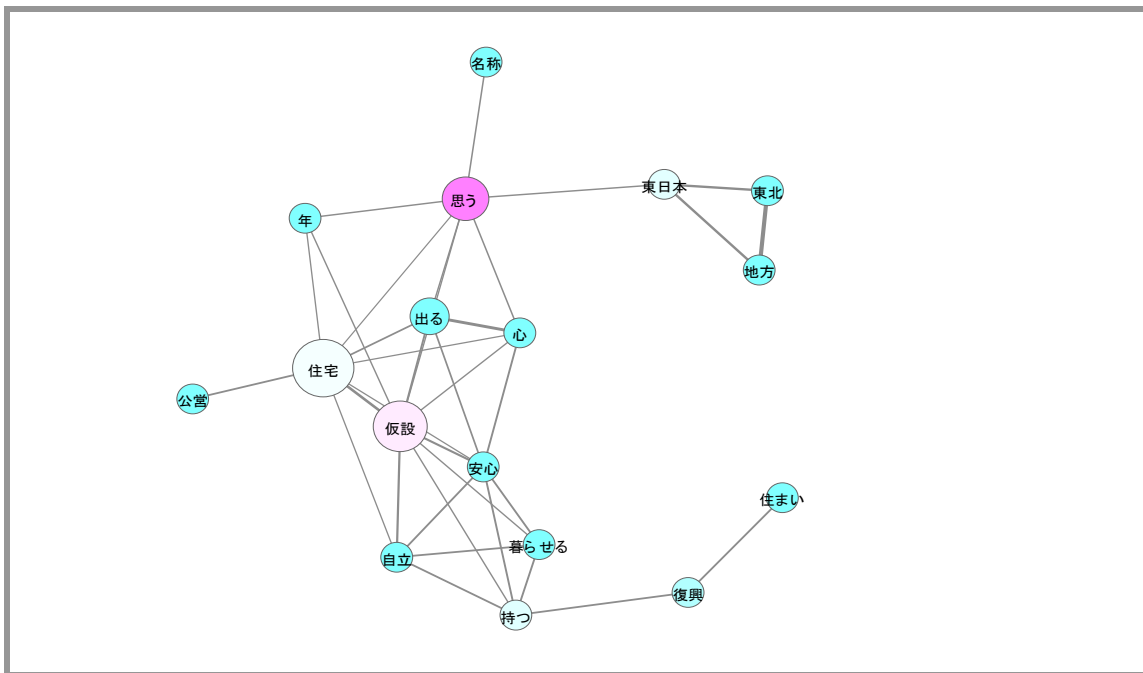 名称
東日本
東北
思う
年
地方
出る
心
住宅
公営
仮設
安心
住まい
暮らせる
自立
復興
持つ